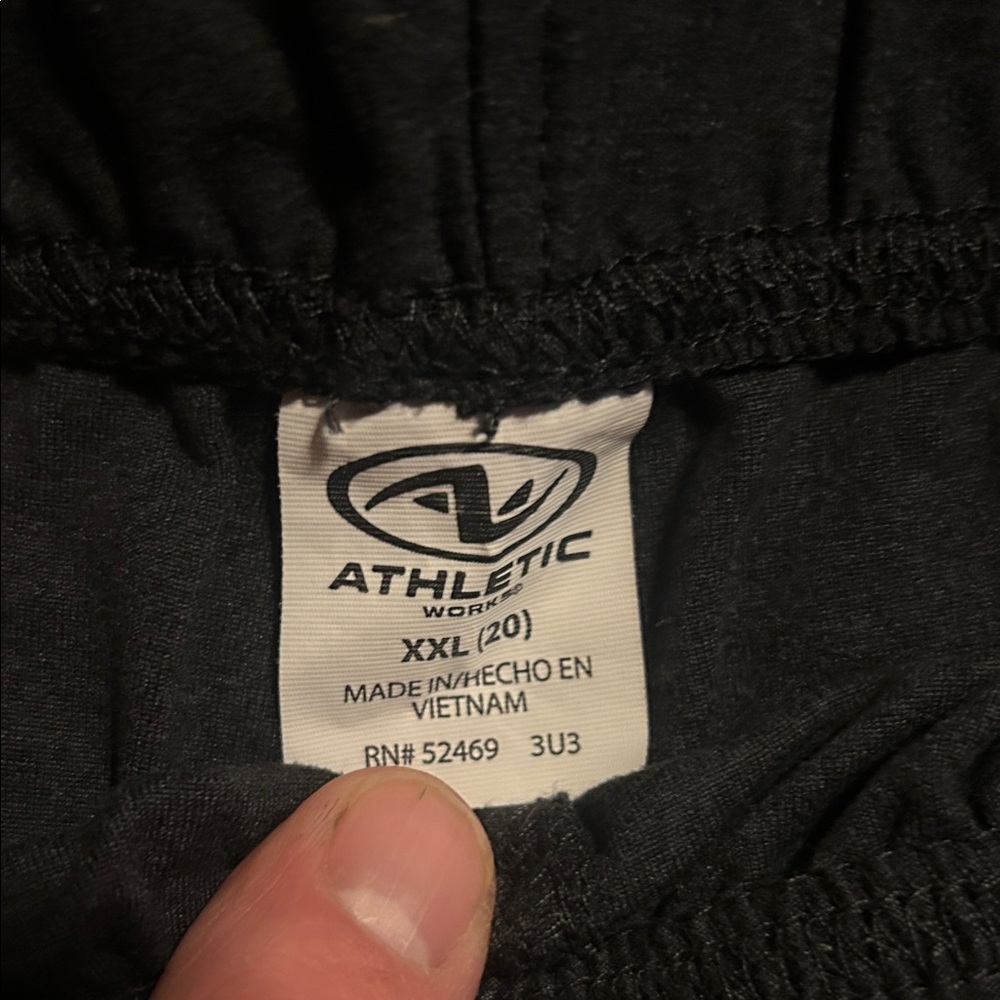 ATHLETIC
WORKS®
XXL (20)
MADE IN/HECHO EN
VIETNAM
RN# 52469 3U3